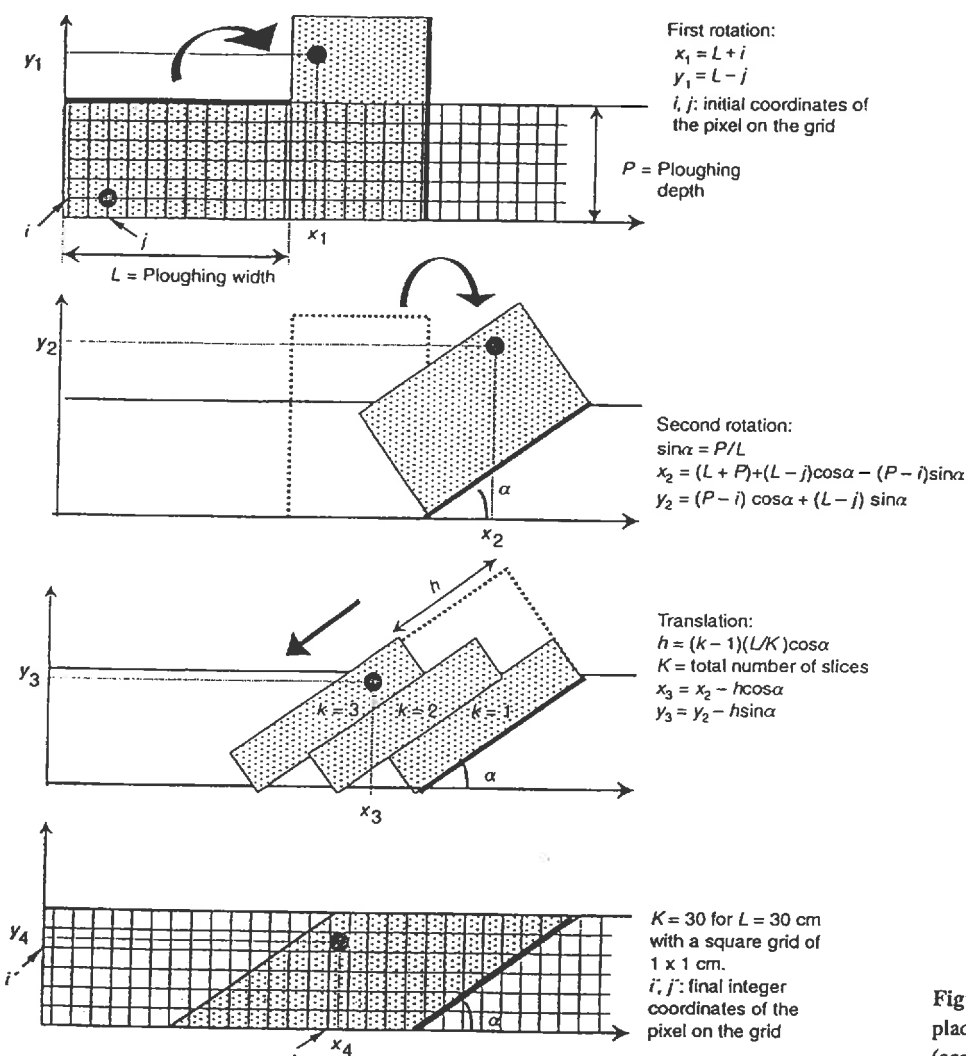 y₁
First rotation:
x₁ = L + i
y₁ = L – j
i, j: initial coordinates of
the pixel on the grid
P = Ploughing
depth
i
j
x₁
L = Ploughing width
y₂
Second rotation:
sinα = P/L
x₂ = (L + P)+(L – j)cosα – (P – i)sinα
y₂ = (P – i) cosα + (L – j) sinα
α
x₂
h
Translation:
h = (k – 1)(L/K)cosα
K = total number of slices
x₃ = x₂ – hcosα
y₃ = y₂ – hsinα
y₃
k = 3
k = 2
k = 1
α
x₃
y₄
i´
K = 30 for L = 30 cm
with a square grid of
1 x 1 cm.
i´, j´: final integer
coordinates of the
pixel on the grid
α
x₄
Fig
plac